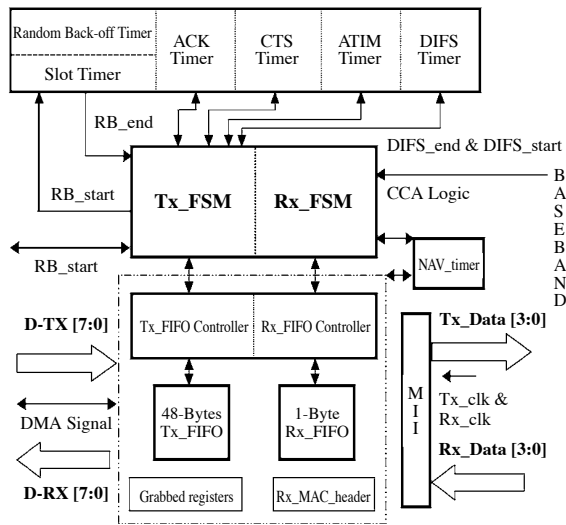 Random Back-off Timer
Slot Timer
ACK
Timer
CTS
Timer
ATIM
Timer
DIFS
Timer
RB_end
RB_start
DIFS_end & DIFS_start
CCA Logic
BASEBAND
Tx_FSM
Rx_FSM
RB_start
NAV_timer
D-TX [7:0]
Tx_FIFO Controller
Rx_FIFO Controller
Tx_Data [3:0]
MII
DMA Signal
48-Bytes
Tx_FIFO
1-Byte
Rx_FIFO
Tx_clk &
Rx_clk
Rx_Data [3:0]
D-RX [7:0]
Grabbed registers
Rx_MAC_header